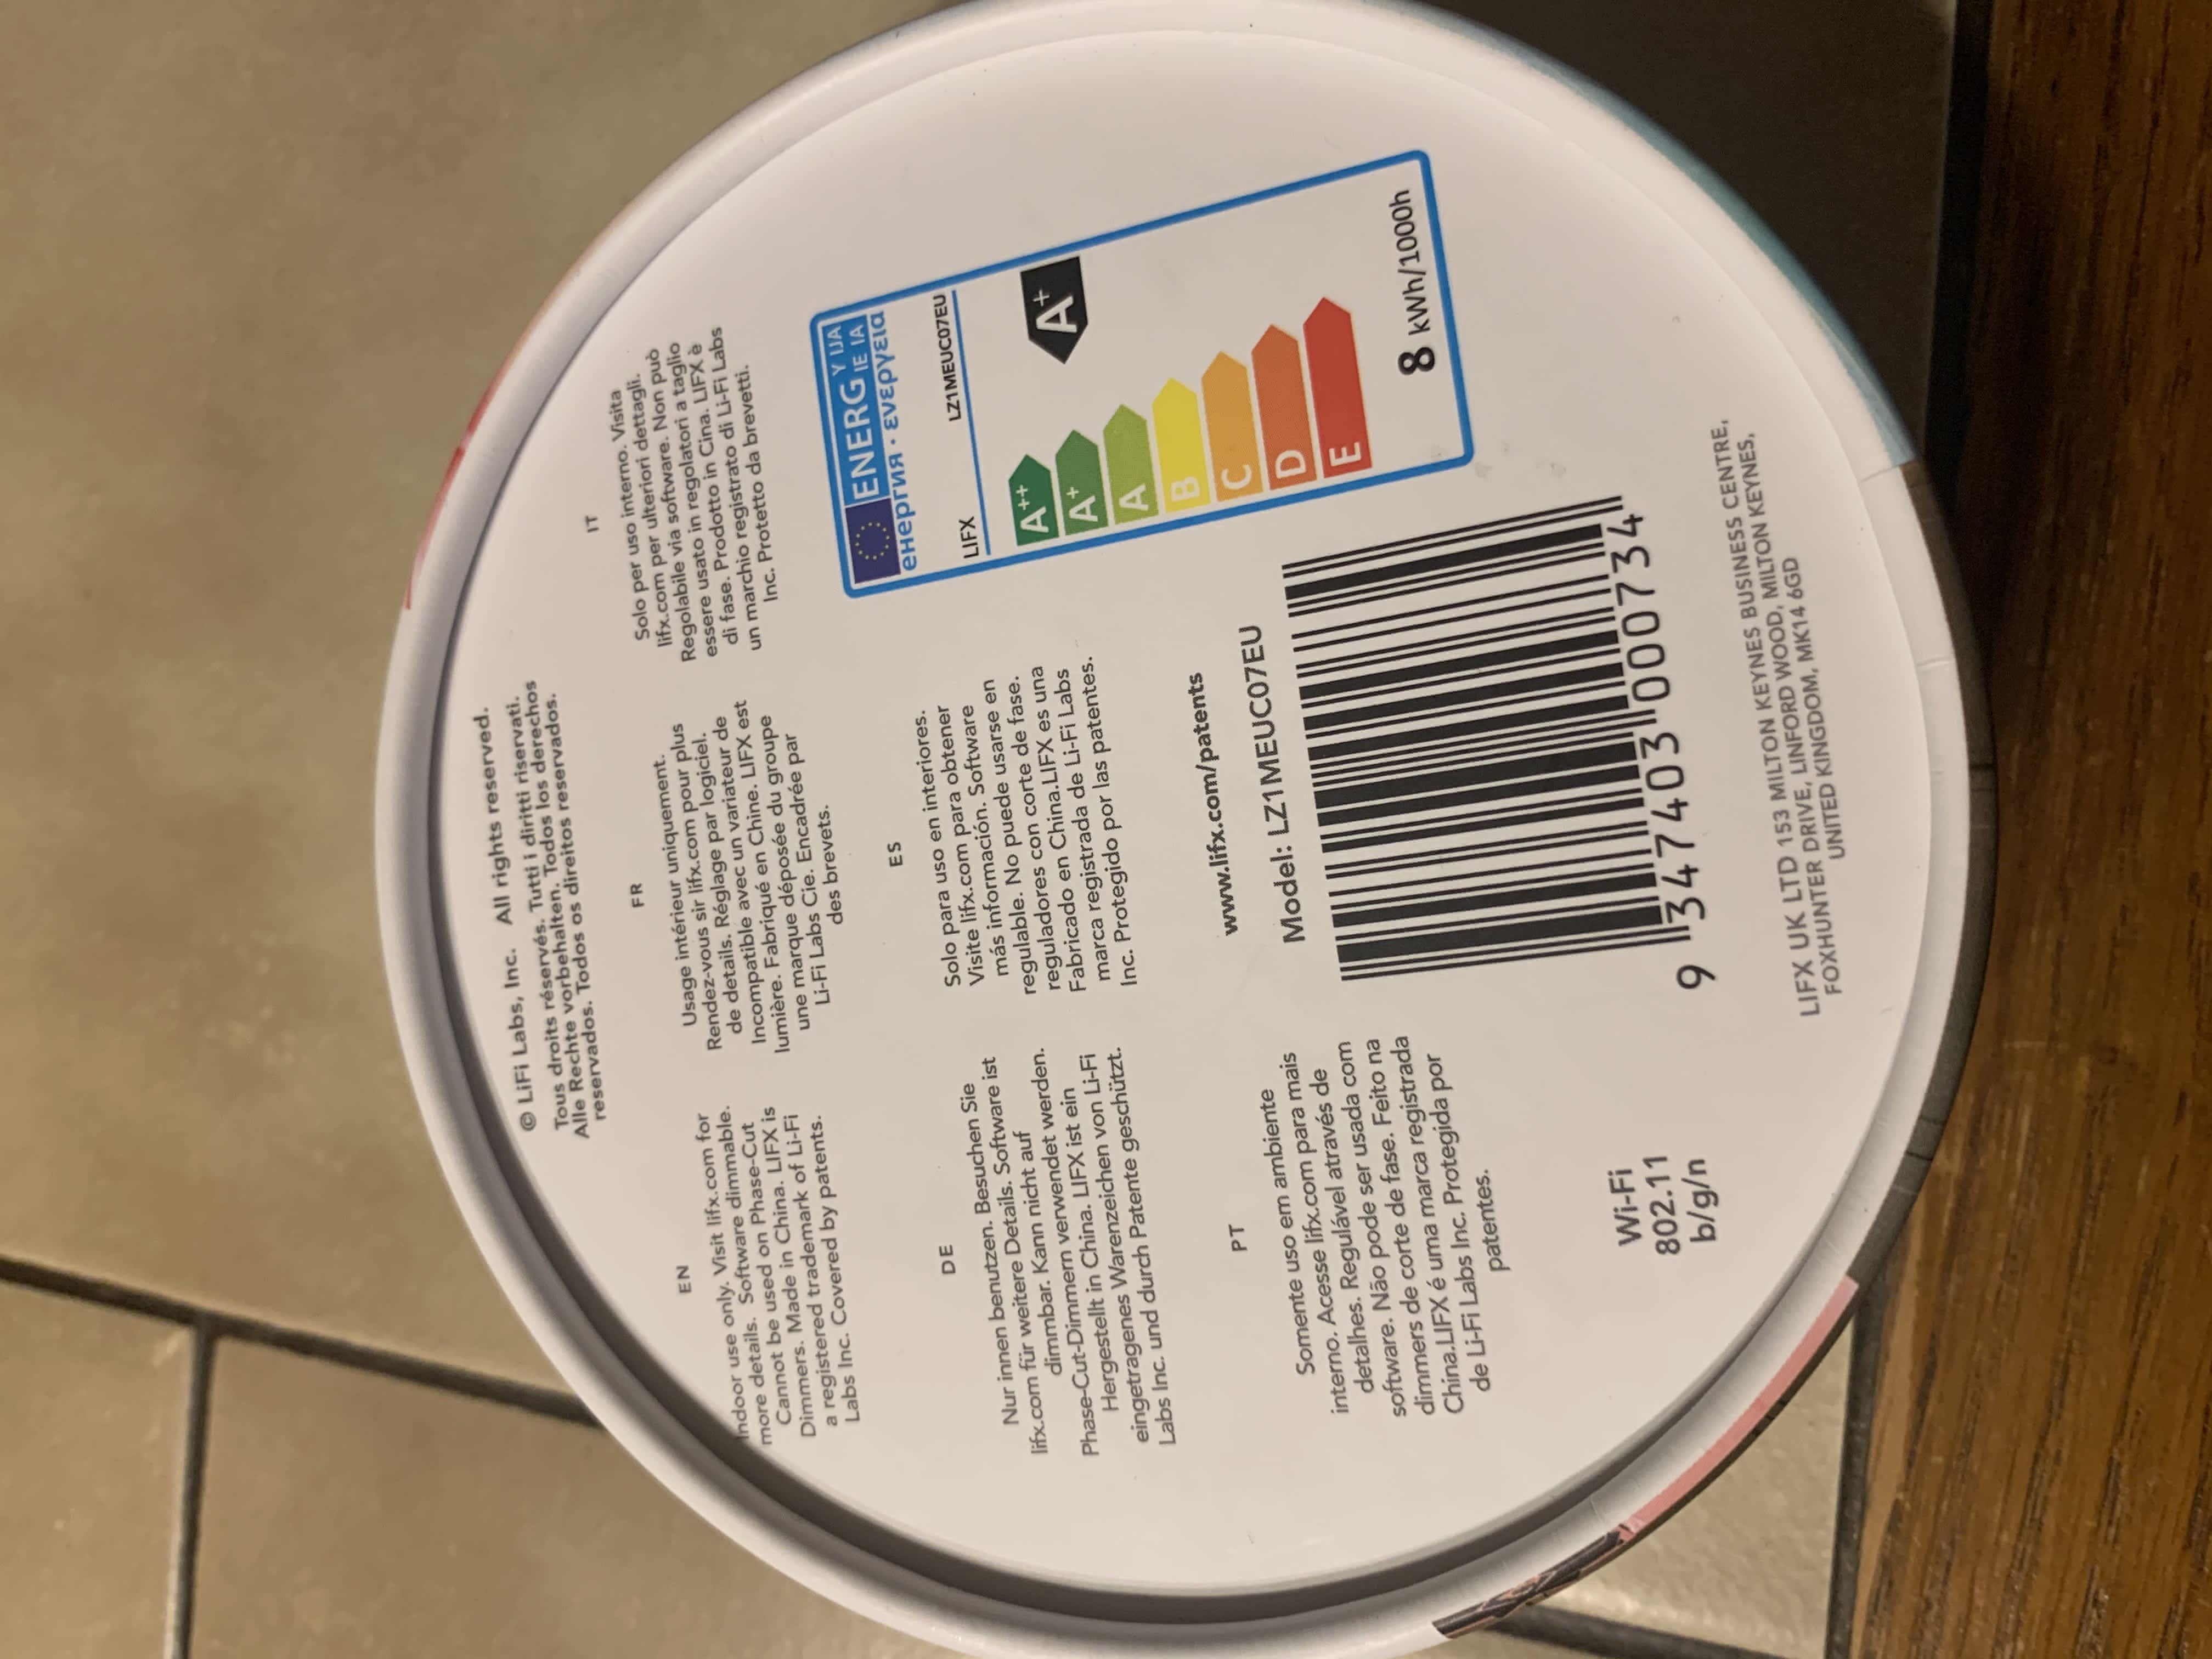 © LiFi Labs, Inc. All rights reserved.
Tous droits réservés. Tutti i diritti riservati.
Alle Rechte vorbehalten. Todos los derechos
reservados. Todos os direitos reservados.
EN
Indoor use only. Visit lifx.com for
more details. Software dimmable.
Cannot be used on Phase-Cut
Dimmers. Made in China. LIFX is
a registered trademark of Li-Fi
Labs Inc. Covered by patents.
FR
Usage intérieur uniquement.
Rendez-vous sir lifx.com pour plus
de details. Réglage par logiciel.
Incompatible avec un variateur de
lumière. Fabriqué en Chine. LIFX est
une marque déposée du groupe
Li-Fi Labs Cie. Encadrée par
des brevets.
IT
Solo per uso interno. Visita
lifx.com per ulteriori dettagli.
Regolabile via software. Non può
essere usato in regolatori a taglio
di fase. Prodotto in Cina. LIFX è
un marchio registrato di Li-Fi Labs
Inc. Protetto da brevetti.
DE
Nur innen benutzen. Besuchen Sie
lifx.com für weitere Details. Software ist
dimmbar. Kann nicht auf
Phase-Cut-Dimmern verwendet werden.
Hergestellt in China. LIFX ist ein
eingetragenes Warenzeichen von Li-Fi
Labs Inc. und durch Patente geschützt.
ES
Solo para uso en interiores.
Visite lifx.com para obtener
más información. Software
regulable. No puede usarse en
reguladores con corte de fase.
Fabricado en China.LIFX es una
marca registrada de Li-Fi Labs
Inc. Protegido por las patentes.
ENERG Y IJA
IE IA
енергия · ενεργεια
LIFX LZ1MEUC07EU
A++
A+ A+
A
B
C
D
E
8 kWh/1000h
PT
Somente uso em ambiente
interno. Acesse lifx.com para mais
detalhes. Regulável através de
software. Não pode ser usada com
dimmers de corte de fase. Feito na
China.LIFX é uma marca registrada
de Li-Fi Labs Inc. Protegida por
patentes.
www.lifx.com/patents
Model: LZ1MEUC07EU
9 347403 000734
Wi-Fi
802.11
b/g/n
LIFX UK LTD 153 MILTON KEYNES BUSINESS CENTRE,
FOXHUNTER DRIVE, LINFORD WOOD, MILTON KEYNES,
UNITED KINGDOM, MK14 6GD